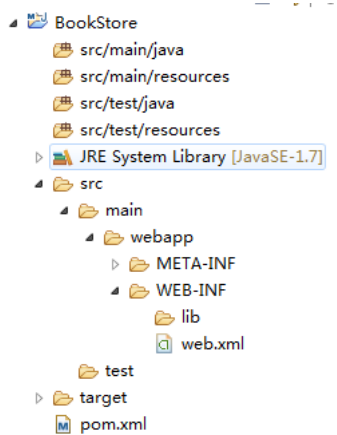 BookStore
src/main/java
src/main/resources
src/test/java
src/test/resources
JRE System Library [JavaSE-1.7]
src
main
webapp
META-INF
WEB-INF
lib
web.xml
test
target
pom.xml